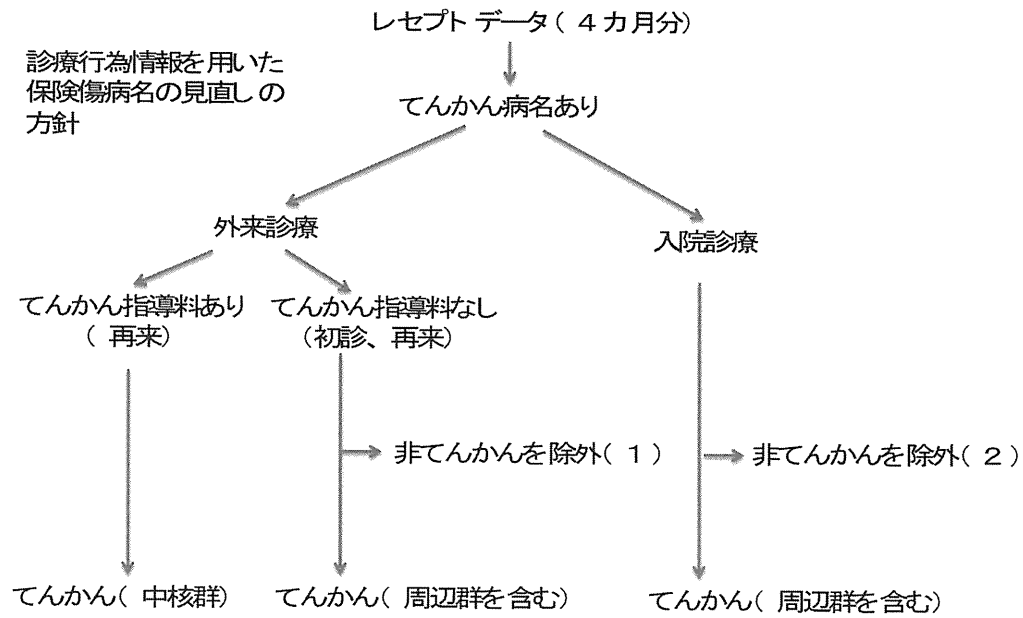 レセプトデータ(4カ月分)
診療行為情報を用いた
保険傷病名の見直しの
方針
てんかん病名あり
外来診療
入院診療
てんかん指導料あり
(再来)
てんかん指導料なし
(初診、再来)
非てんかんを除外(1)
非てんかんを除外(2)
てんかん(中核群)
てんかん(周辺群を含む)
てんかん(周辺群を含む)